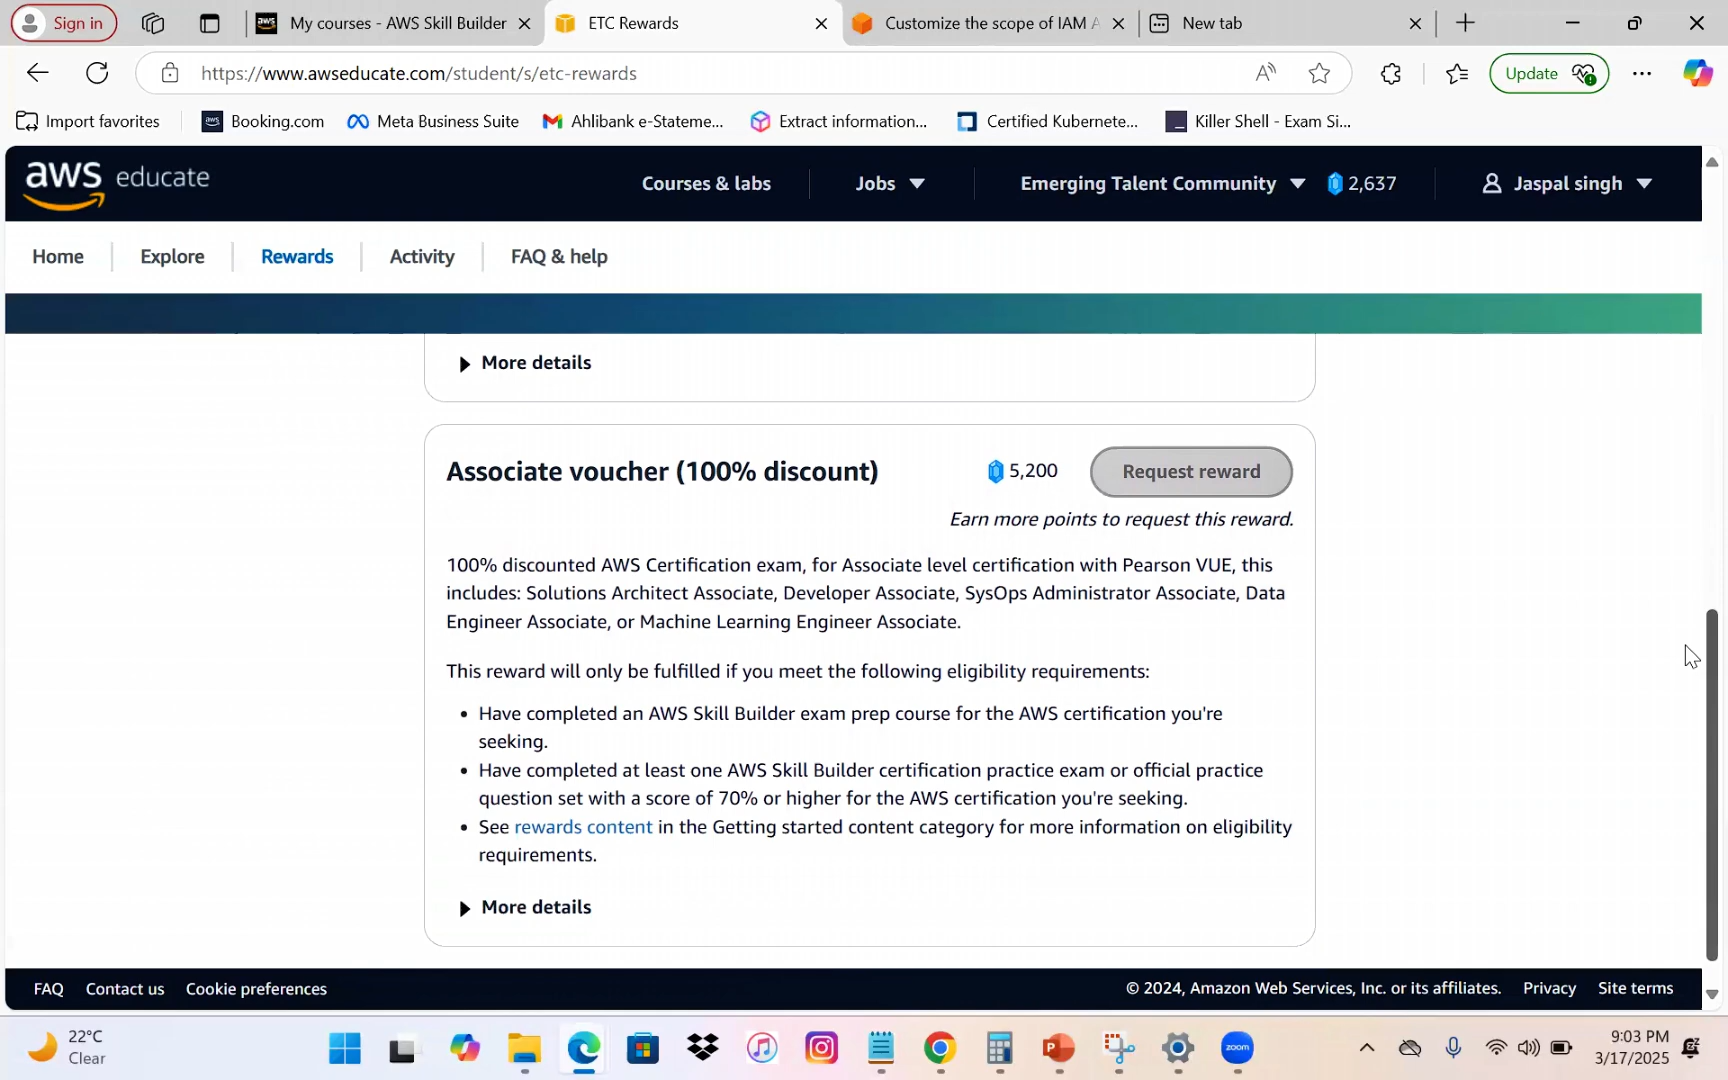 Sign in
My courses - AWS Skill Builder
ETC Rewards
Customize the scope of IAM A
New tab
https://www.awseducate.com/student/s/etc-rewards
Update
Import favorites
aws
Booking.com
Meta Business Suite
Ahlibank e-Stateme...
Extract information...
Certified Kubernete...
Killer Shell - Exam Si...
aws educate
Courses & labs
Jobs
Emerging Talent Community
2,637
Jaspal singh
Home
Explore
Rewards
Activity
FAQ & help
More details
Associate voucher (100% discount)
5,200
Request reward
Earn more points to request this reward.
100% discounted AWS Certification exam, for Associate level certification with Pearson VUE, this
includes: Solutions Architect Associate, Developer Associate, SysOps Administrator Associate, Data
Engineer Associate, or Machine Learning Engineer Associate.
This reward will only be fulfilled if you meet the following eligibility requirements:
• Have completed an AWS Skill Builder exam prep course for the AWS certification you're
seeking.
• Have completed at least one AWS Skill Builder certification practice exam or official practice
question set with a score of 70% or higher for the AWS certification you're seeking.
• See rewards content in the Getting started content category for more information on eligibility
requirements.
More details
FAQ
Contact us
Cookie preferences
© 2024, Amazon Web Services, Inc. or its affiliates.
Privacy
Site terms
22°C
Clear
zoom
9:03 PM
3/17/2025